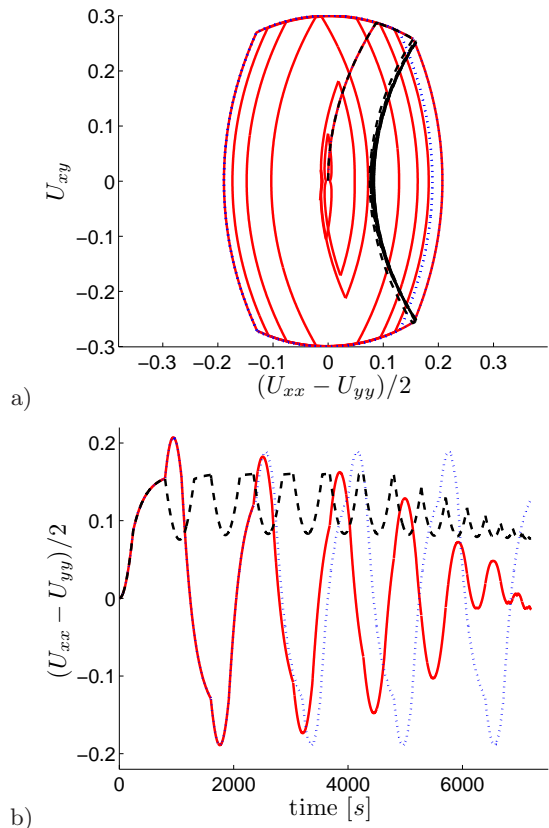 0.3
0.2
0.1
0
−0.1
−0.2
−0.3
U_{xy}
−0.3 −0.2 −0.1 0 0.1 0.2 0.3
(U_{xx} − U_{yy})/2
a)
0.2
0.1
0
−0.1
−0.2
(U_{xx} − U_{yy})/2
0 2000 4000 6000
time [s]
b)